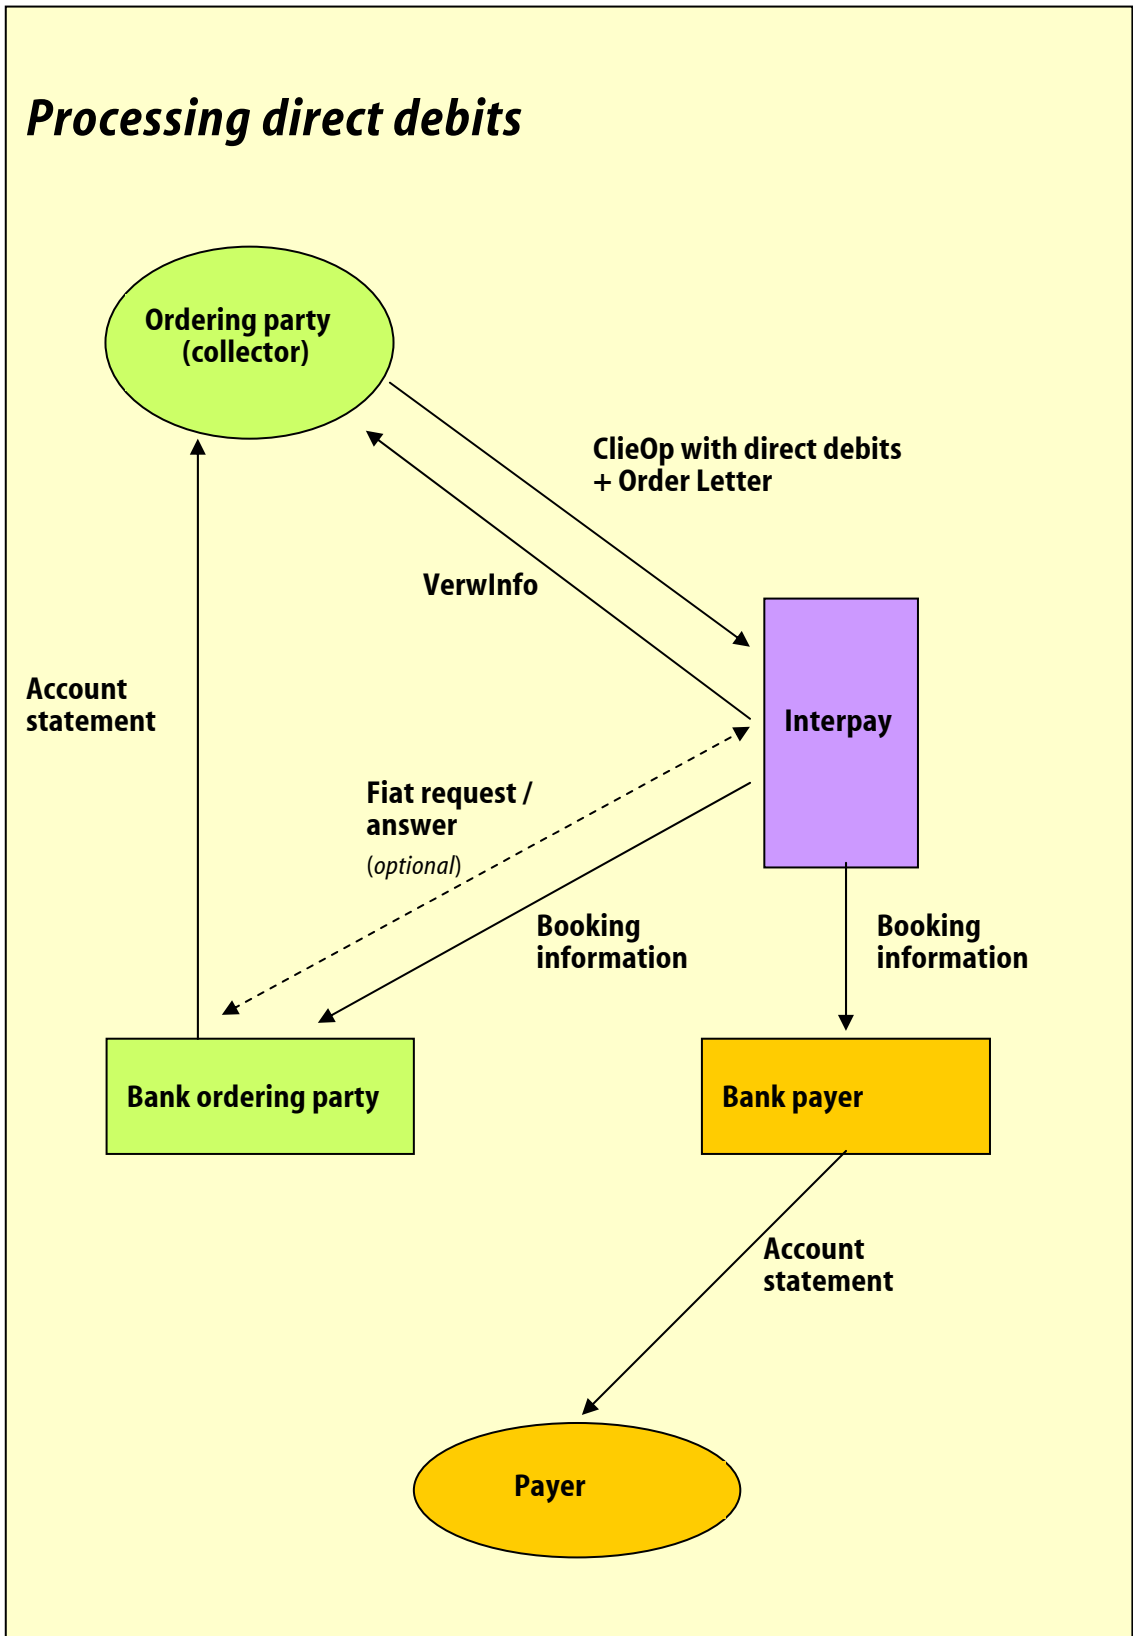 Processing direct debits
Ordering party
(collector)
ClieOp with direct debits
+ Order Letter
VerwInfo
Account
statement
Interpay
Fiat request /
answer
(optional)
Booking
information
Booking
information
Bank ordering party
Bank payer
Account
statement
Payer